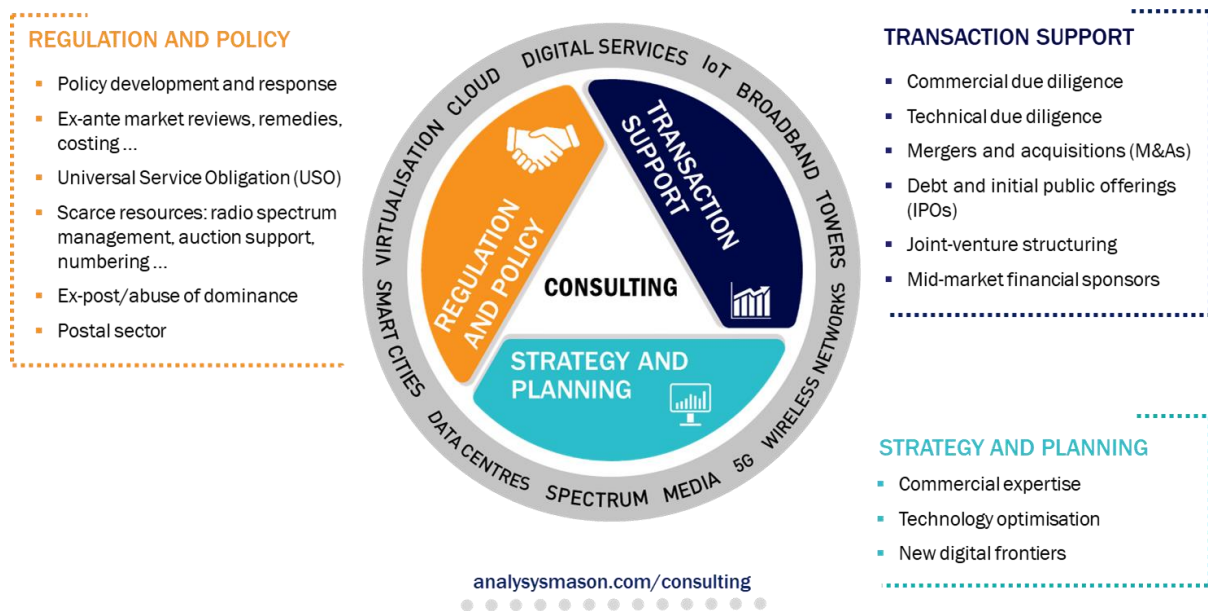 REGULATION AND POLICY
Policy development and response
Ex-ante market reviews, remedies,
costing ...
Universal Service Obligation (USO)
Scarce resources: radio spectrum
management, auction support,
numbering ...
Ex-post/abuse of dominance
Postal sector
VIRTUALISATION CLOUD DIGITAL SERVICES IoT BROADBAND TOWERS WIRELESS NETWORKS 5G MEDIA SPECTRUM DATA CENTRES SMART CITIES
REGULATION
AND POLICY
TRANSACTION
SUPPORT
CONSULTING
STRATEGY AND
PLANNING
TRANSACTION SUPPORT
Commercial due diligence
Technical due diligence
Mergers and acquisitions (M&As)
Debt and initial public offerings
(IPOs)
Joint-venture structuring
Mid-market financial sponsors
STRATEGY AND PLANNING
Commercial expertise
Technology optimisation
New digital frontiers
analysysmason.com/consulting